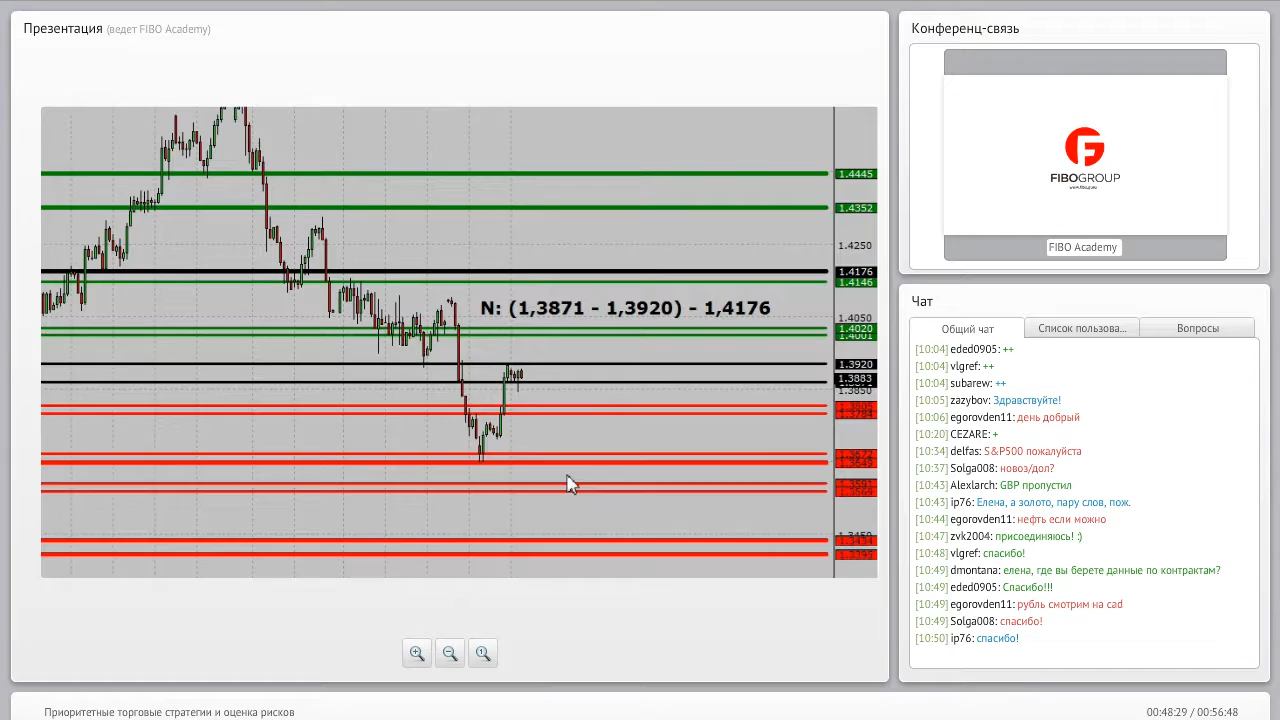 Презентация (ведет FIBO Academy)
1.4445
1.4352
1.4250
1.4176
1.4146
N: (1,3871 - 1,3920) - 1,4176
1.4050
1.4020
1.4001
1.3920
1.3883
1.3850
1.3450
Приоритетные торговые стратегии и оценка рисков
Конференц-связь
FIBOGROUP
FIBO Academy
Чат
Общий чат
Список пользова...
Вопросы
[10:04] eded0905: ++
[10:04] vlgref: ++
[10:04] subarew: ++
[10:05] zazybov: Здравствуйте!
[10:06] egorovden11: день добрый
[10:20] CEZARE: +
[10:34] delfas: S&P500 пожалуйста
[10:37] Solga008: новоз/дол?
[10:43] Alexlarch: GBP пропустил
[10:43] ip76: Елена, а золото, пару слов, пож.
[10:44] egorovden11: нефть если можно
[10:47] zvk2004: присоединяюсь! :)
[10:48] vlgref: спасибо!
[10:49] dmontana: елена, где вы берете данные по контрактам?
[10:49] eded0905: Спасибо!!!
[10:49] egorovden11: рубль смотрим на cad
[10:49] Solga008: спасибо!
[10:50] ip76: спасибо!
00:48:29 / 00:56:48